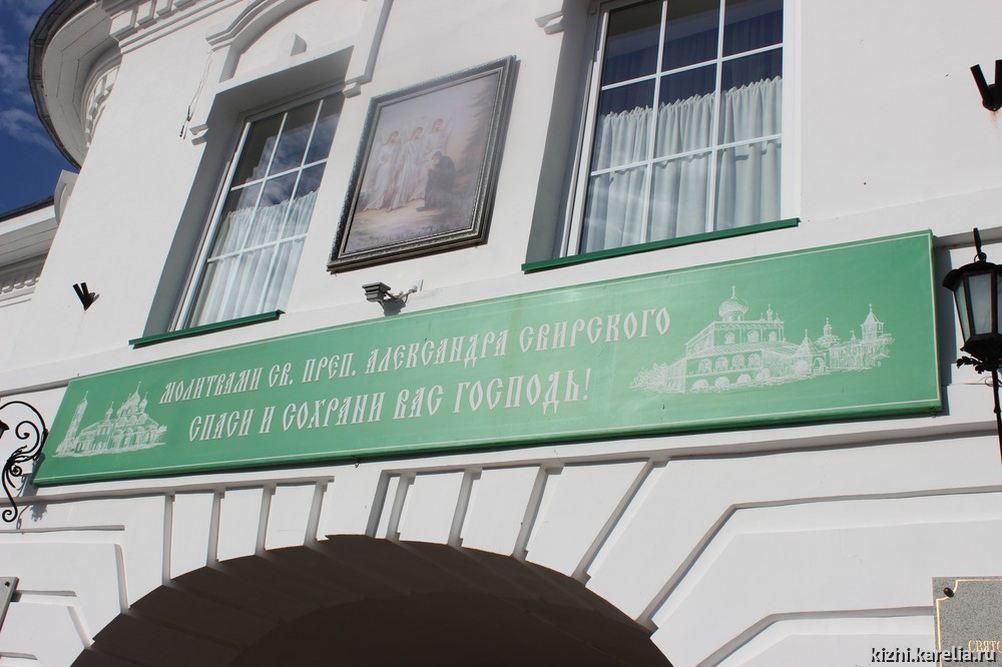 МОЛИТВАМИ СВ. ПРЕП. АЛЕКСАНДРА СВИРСКОГО
СПАСИ И СОХРАНИ ВАС ГОСПОДЬ!
kizhi.karelia.ru